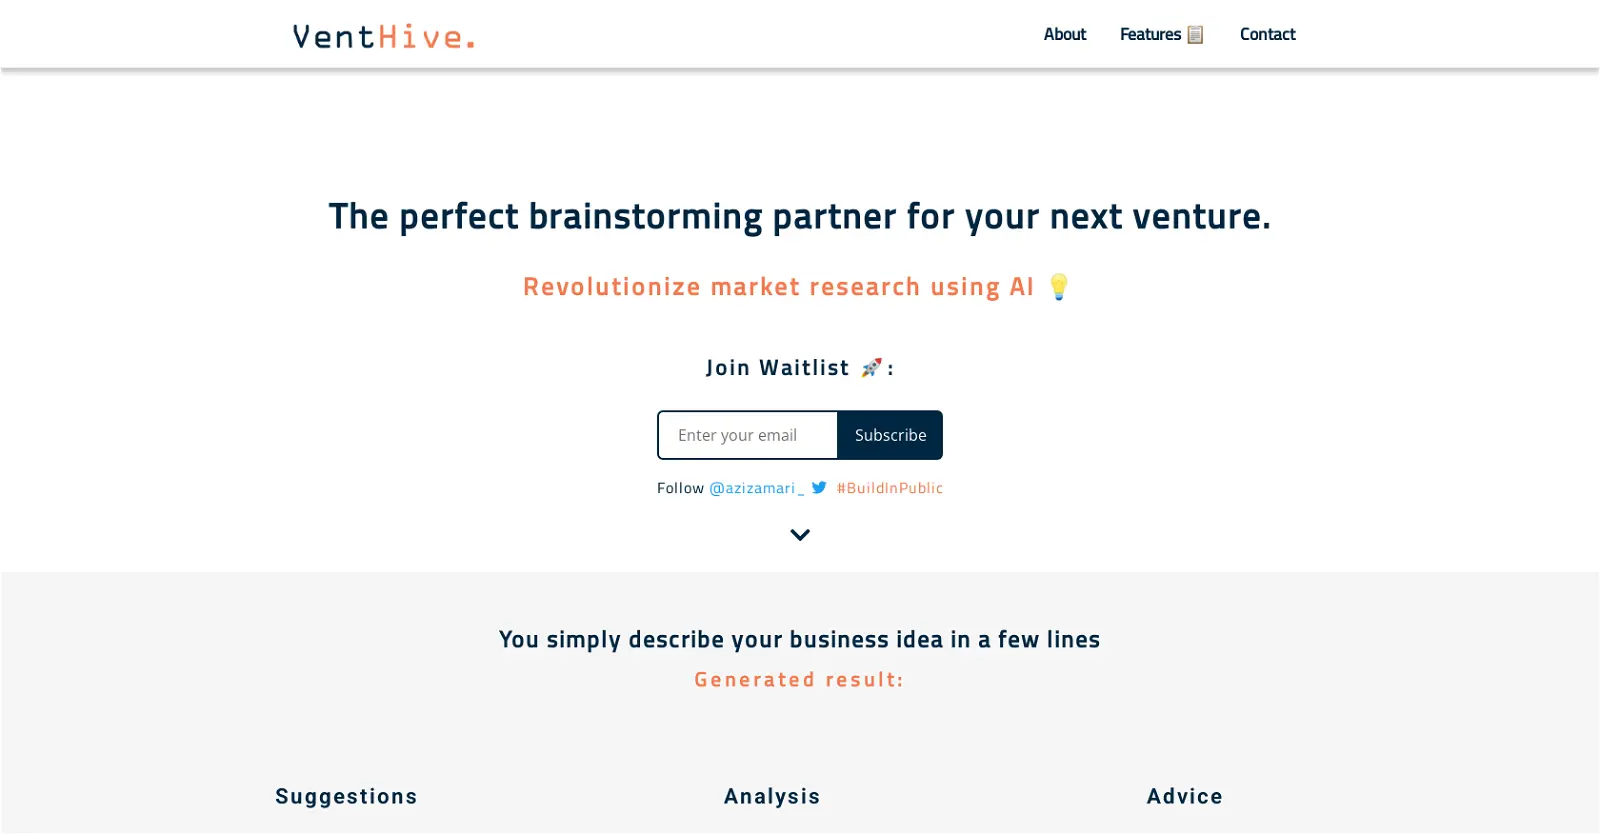 VentHive.
About Features 📋 Contact
The perfect brainstorming partner for your next venture.
Revolutionize market research using AI 💡
Join Waitlist 🚀:
Enter your email Subscribe
Follow @azizamari_ #BuildInPublic
You simply describe your business idea in a few lines
Generated result:
Suggestions Analysis Advice